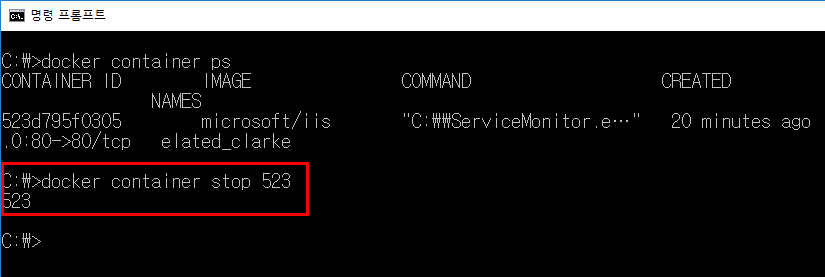 명령 프롬프트
C:\>docker container ps
CONTAINER ID        IMAGE               COMMAND                   CREATED
               NAMES
523d795f0305        microsoft/iis       "C:\\ServiceMonitor.e…"   20 minutes ago
.0:80->80/tcp   elated_clarke
C:\>docker container stop 523
523
C:\>